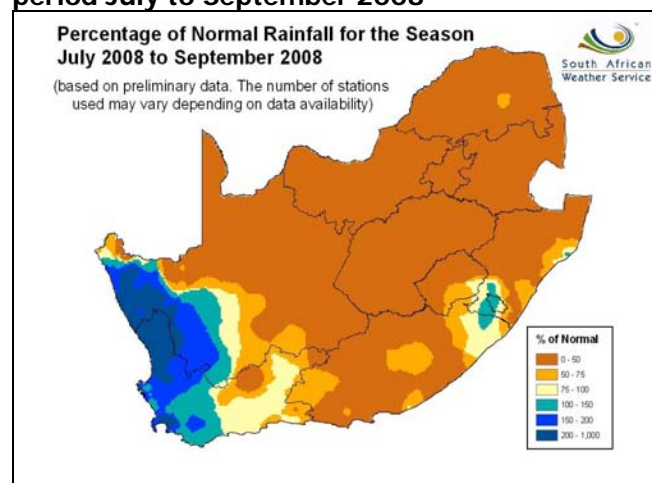 period July to September 2008
Percentage of Normal Rainfall for the Season
July 2008 to September 2008
(based on preliminary data. The number of stations
used may vary depending on data availability)
South African
Weather Service
% of Normal
0 - 50
50 - 75
75 - 100
100 - 150
150 - 200
200 - 1,000